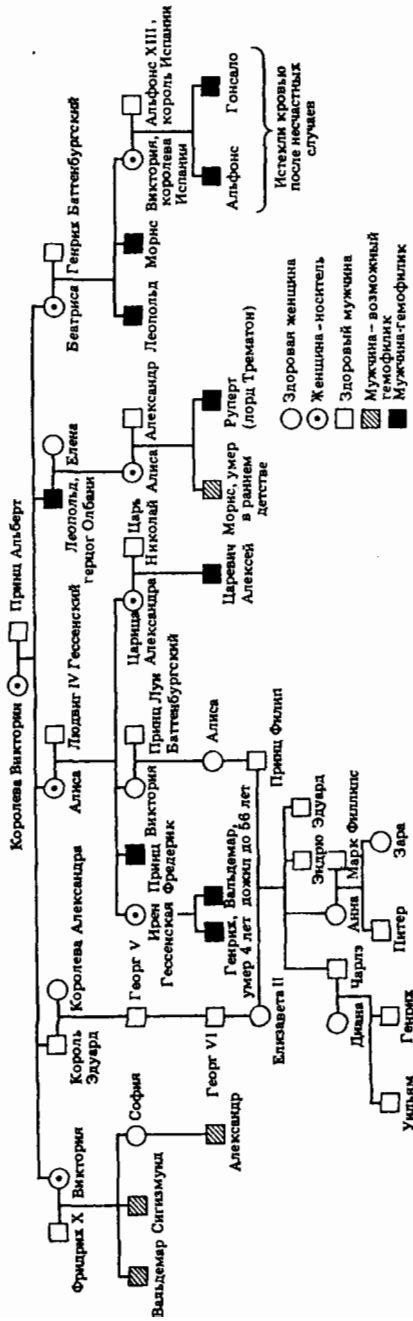 Королева Виктория
Принц Альберт
Фридрих X
Виктория
Король
Эдуард
Королева Александра
Алиса
Людвиг IV Гессенский
Леопольд,
герцог Олбани
Елена
Беатриса
Генрих Баттенбургский
Вальдемар
Сигизмунд
София
Георг V
Ирен
Гессенская
Принц
Фредерик
Виктория
Принц Луи
Баттенбургский
Царица
Александра
Царь
Николай
Алиса
Александр
Леопольд
Морис
Виктория,
королева
Испании
Альфонс XIII,
король Испании
Александр
Георг VI
Генрих,
умер 4 лет
Вальдемар,
дожил до 56 лет
Алиса
Царевич
Алексей
Морис, умер
в раннем
детстве
Руперт
(лорд Трематон)
Альфонс
Гонсало
Истекли кровью
после несчастных
случаев
Елизавета II
Принц Филип
Диана
Чарлз
Анна
Марк Филлипс
Эндрю
Эдуард
Уильям
Генрих
Питер
Зара
Здоровая женщина
Женщина-носитель
Здоровый мужчина
Мужчина-возможный
гемофилик
Мужчина-гемофилик